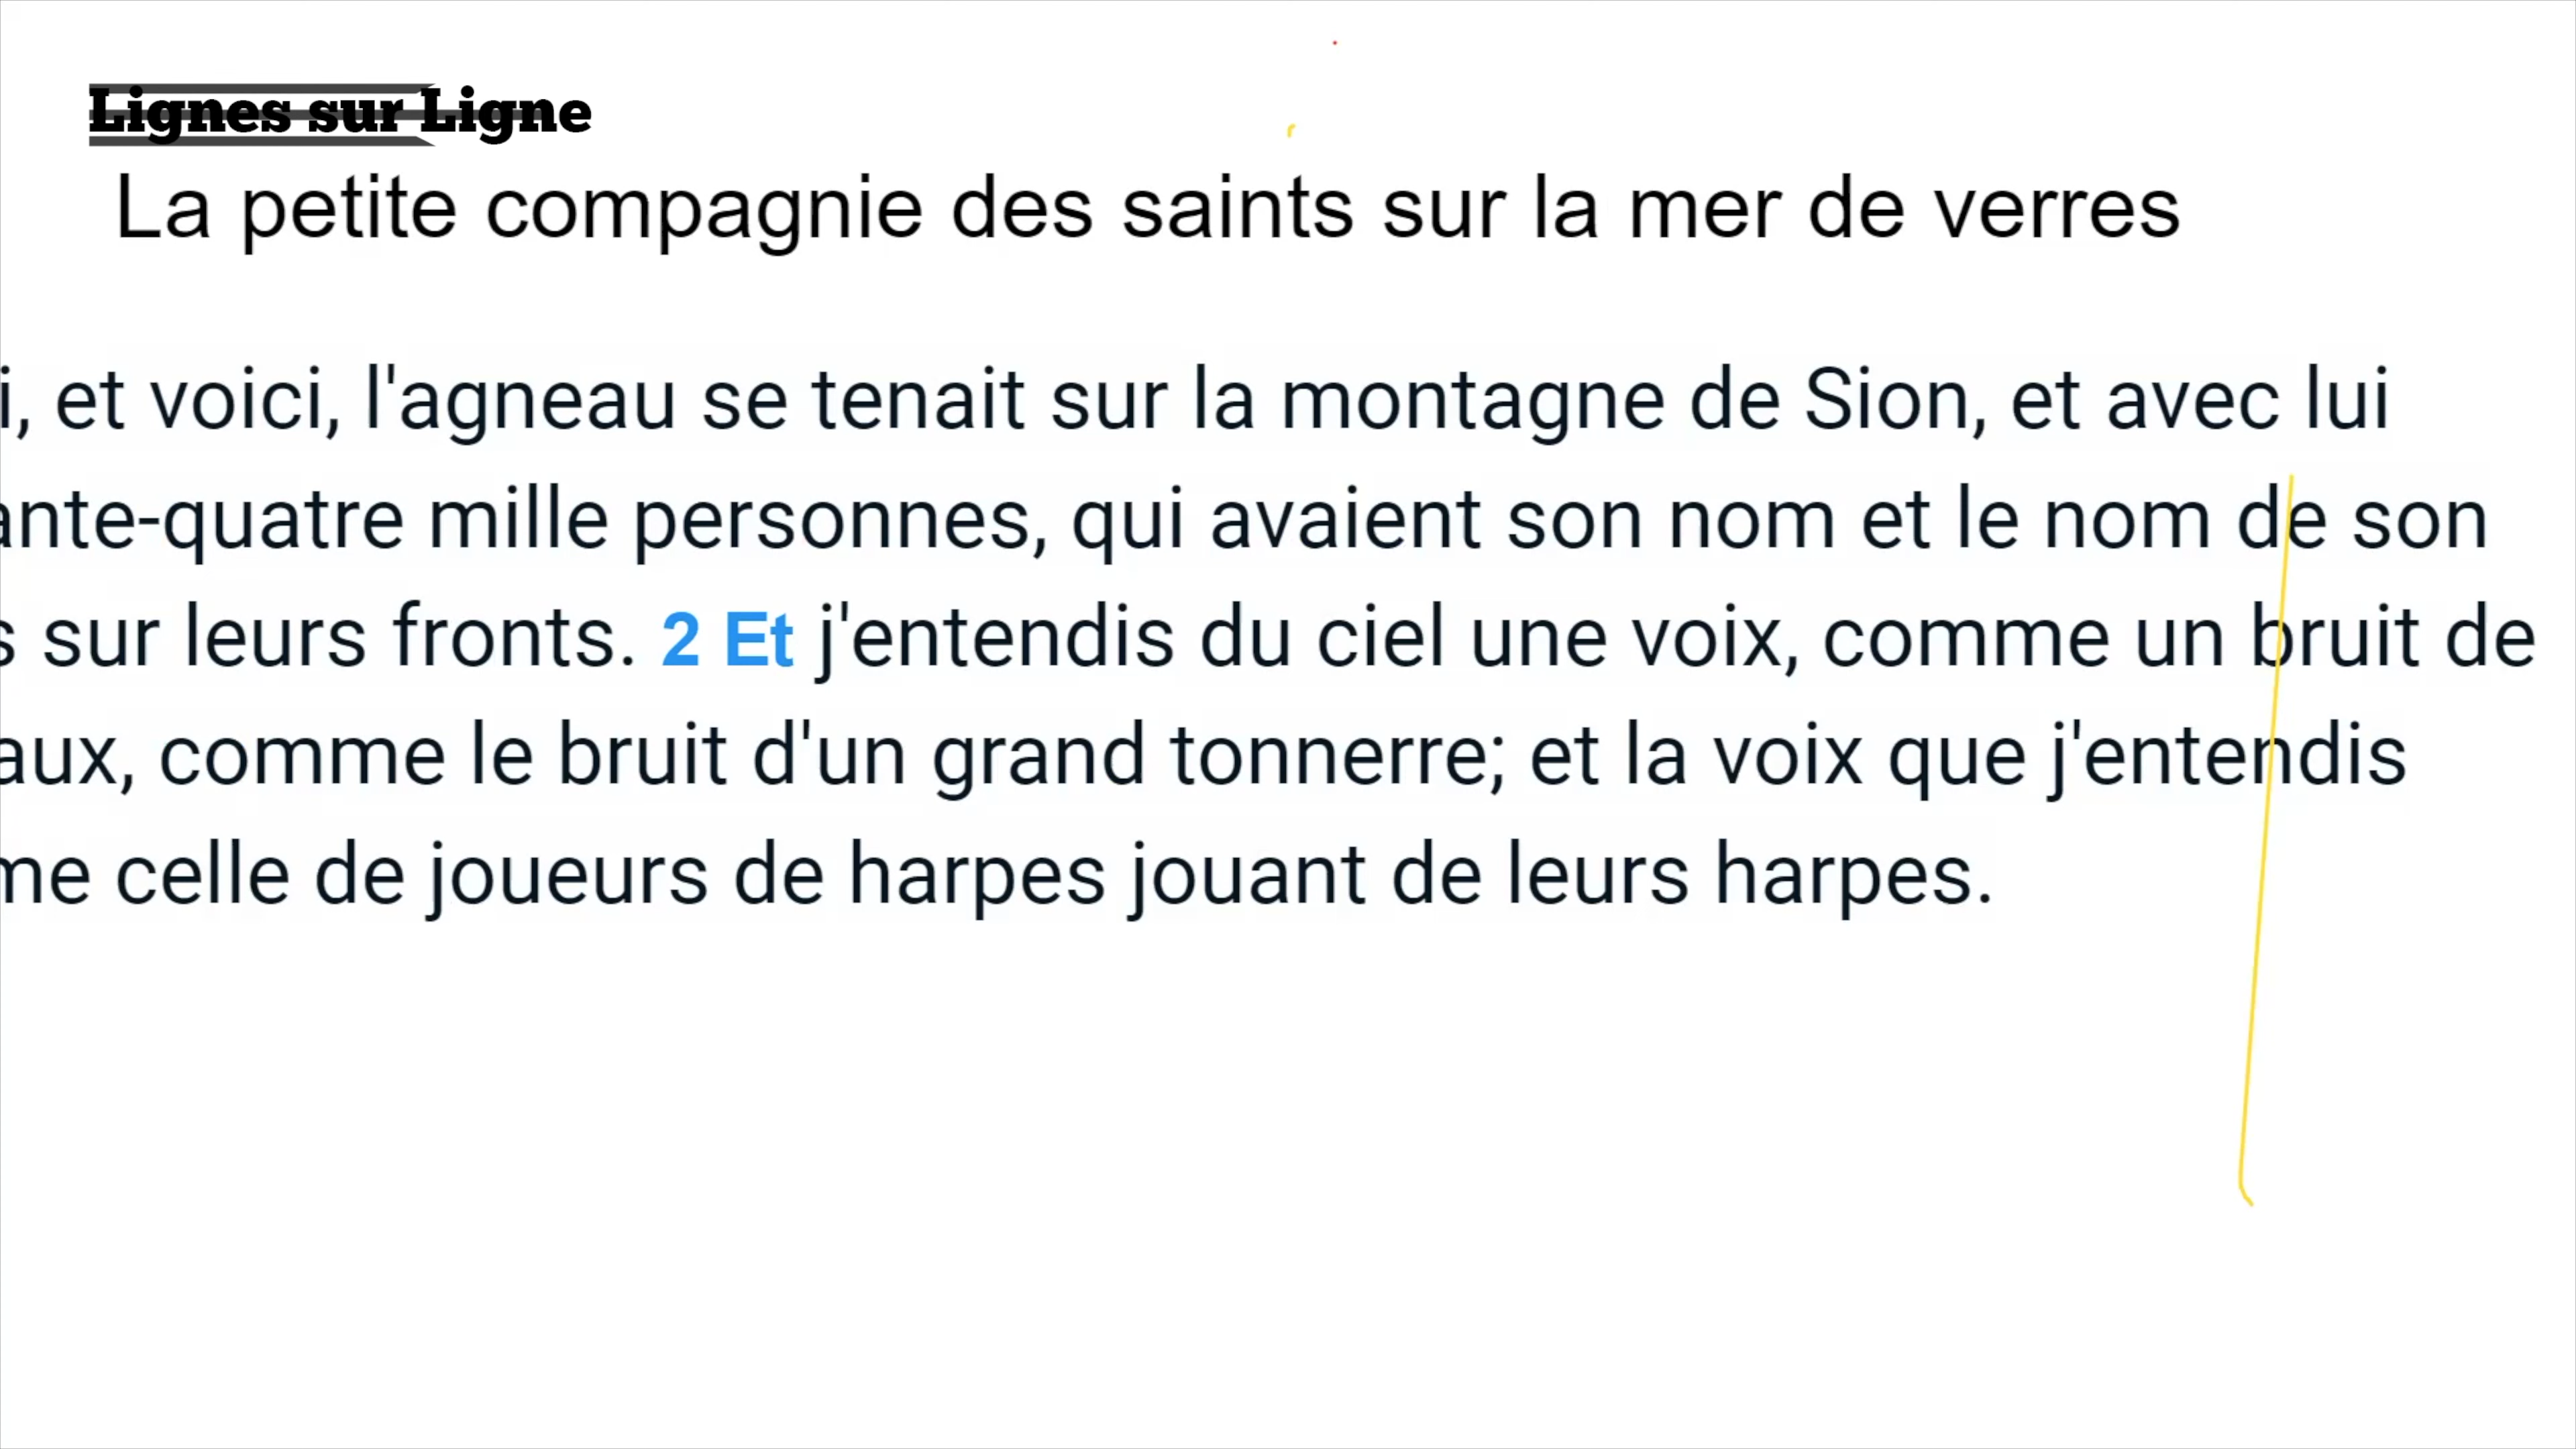 Lignes sur Ligne
La petite compagnie des saints sur la mer de verres
i, et voici, l'agneau se tenait sur la montagne de Sion, et avec lui
ante-quatre mille personnes, qui avaient son nom et le nom de son
s sur leurs fronts. 2 Et j'entendis du ciel une voix, comme un bruit de
aux, comme le bruit d'un grand tonnerre; et la voix que j'entendis
me celle de joueurs de harpes jouant de leurs harpes.